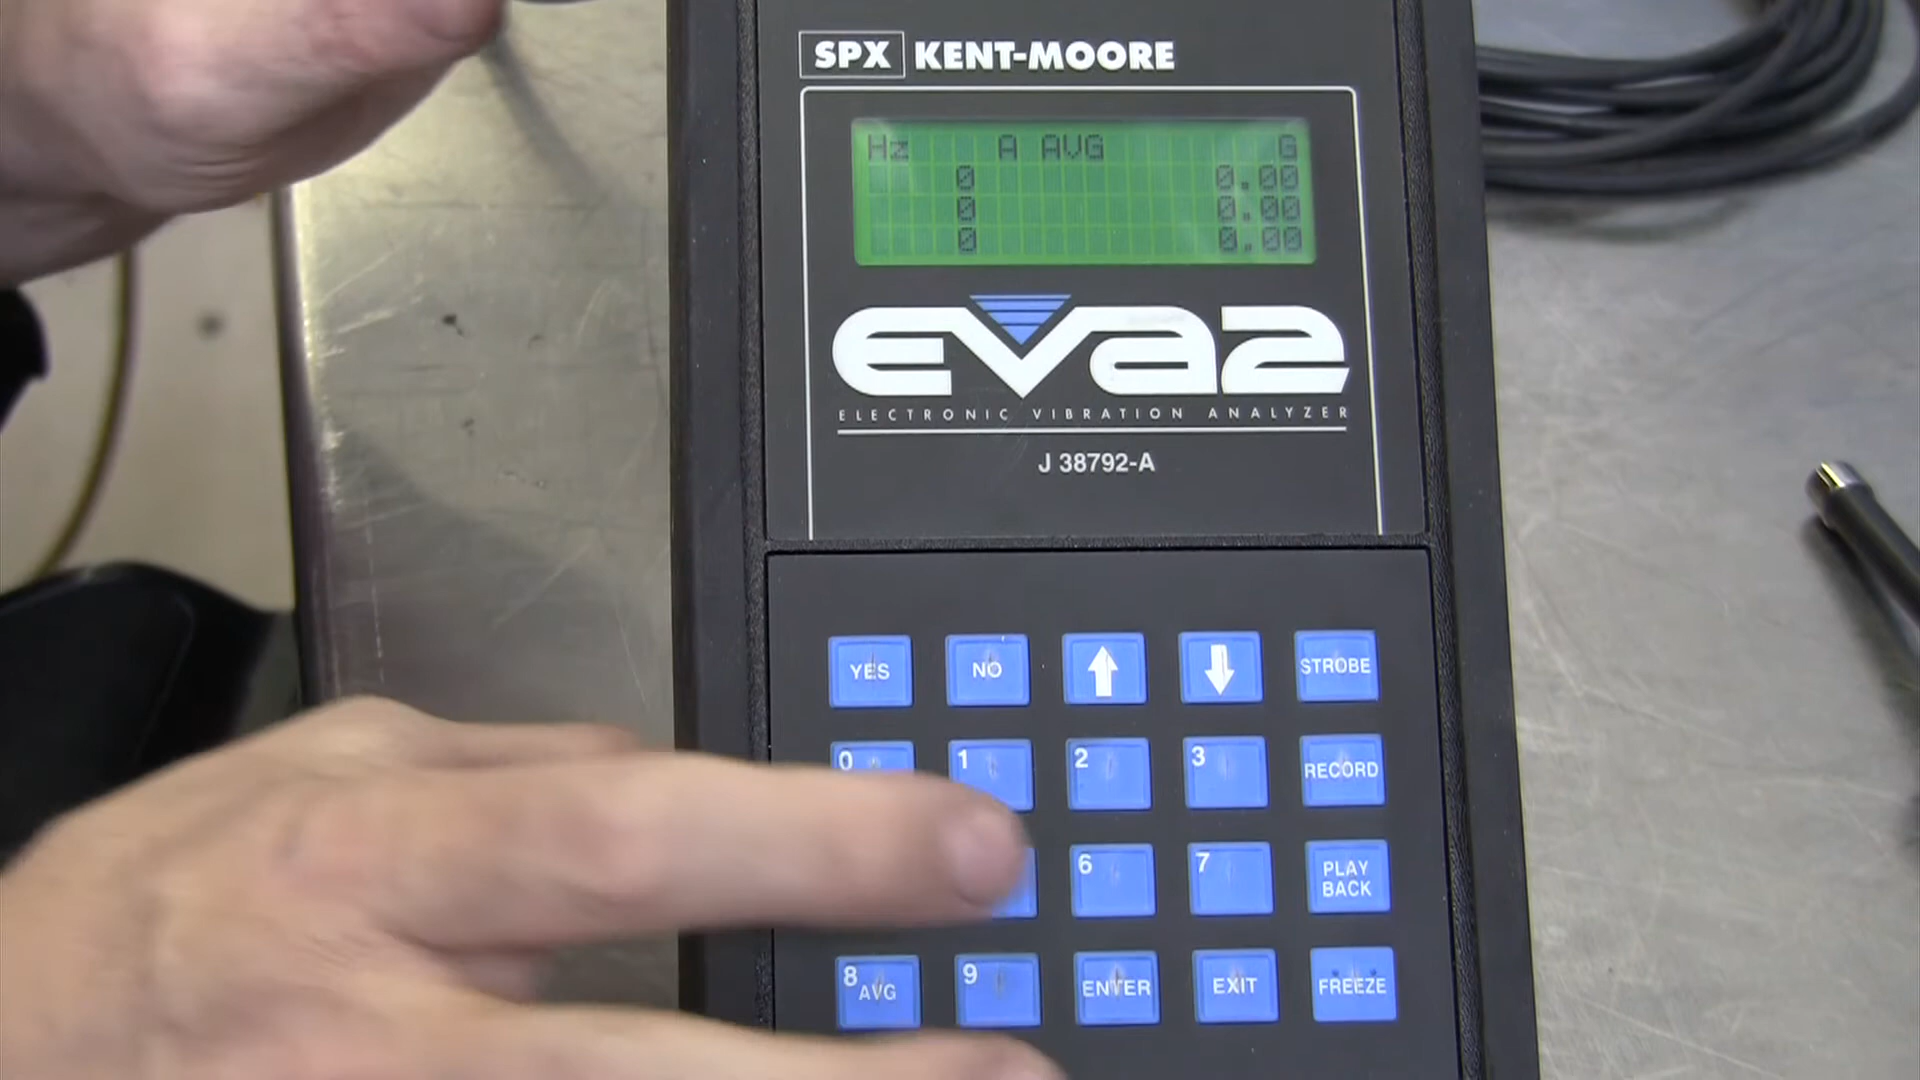 SPX KENT-MOORE
Hz A AVG G
0 0.00
0 0.00
0 0.00
eva2
ELECTRONIC VIBRATION ANALYZER
J 38792-A
YES NO STROBE
0 1 2 3 RECORD
6 7 PLAY BACK
8 AVG 9 ENTER EXIT FREEZE